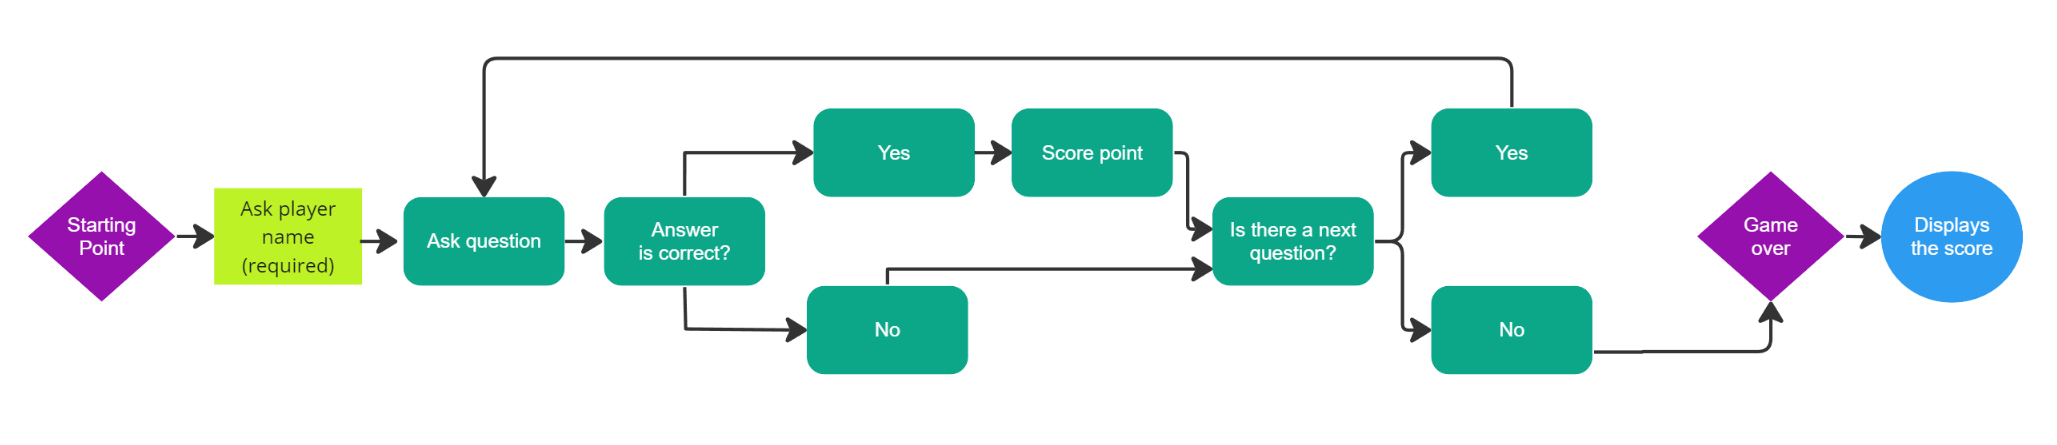 Starting
Point
Ask player
name
(required)
Ask question
Answer
is correct?
Yes
Score point
No
Is there a next
question?
Yes
No
Game
over
Displays
the score